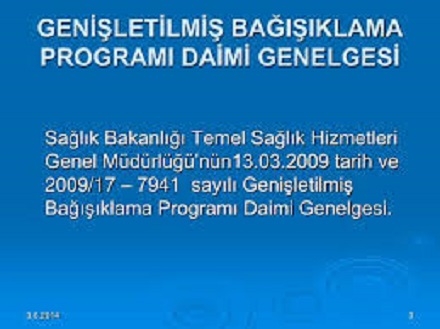 GENİŞLETİLMİŞ BAĞIŞIKLAMA
PROGRAMI DAİMİ GENELGESİ
Sağlık Bakanlığı Temel Sağlık Hizmetleri
Genel Müdürlüğü'nün13.03.2009 tarih ve
2009/17 – 7941 sayılı Genişletilmiş
Bağışıklama Programı Daimi Genelgesi.
3.6.2014
3